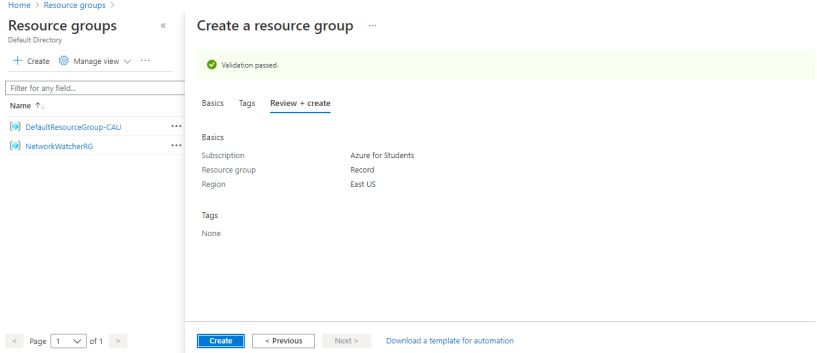 Home > Resource groups >
Resource groups «
Default Directory
+ Create Manage view ...
Filter for any field...
Name ↑↓
DefaultResourceGroup-CAU ...
NetworkWatcherRG ...
< Page 1 of 1 >
Create a resource group ...
Validation passed.
Basics Tags Review + create
Basics
Subscription Azure for Students
Resource group Record
Region East US
Tags
None
Create < Previous Next > Download a template for automation